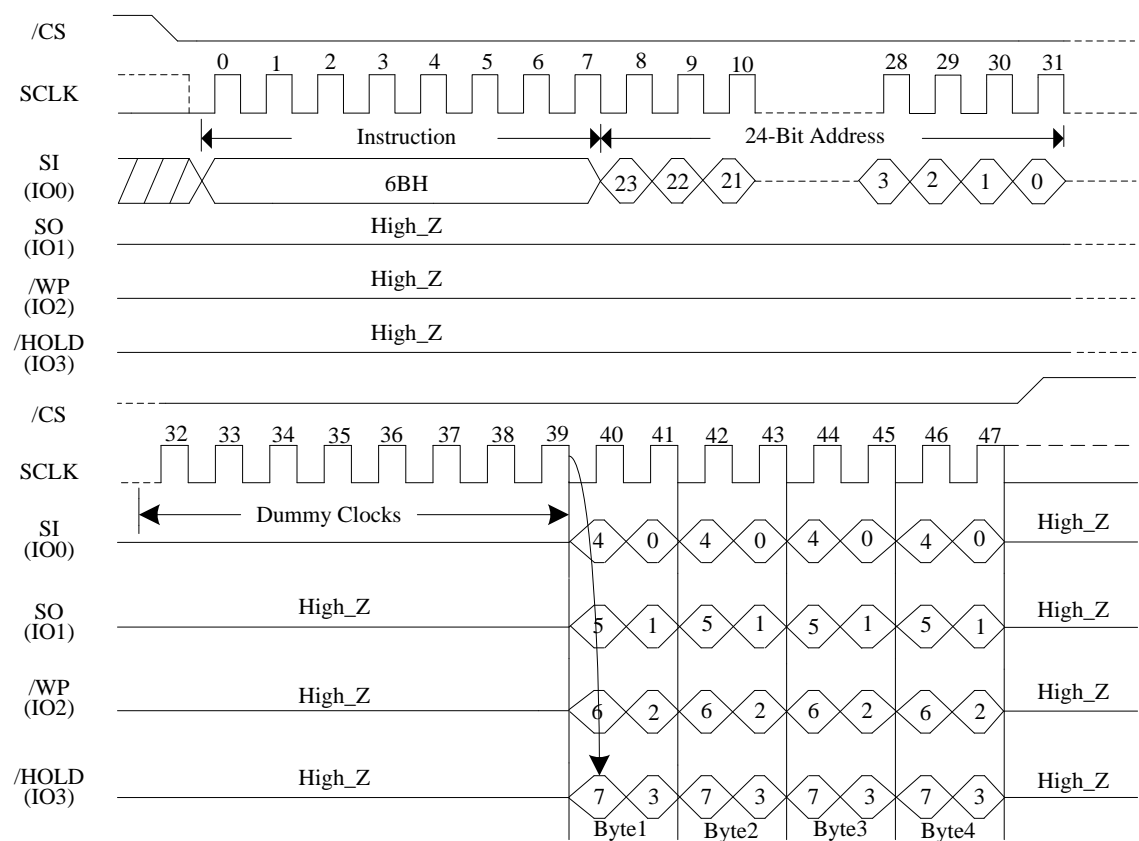 /CS
0 1 2 3 4 5 6 7 8 9 10 28 29 30 31
SCLK
Instruction 24-Bit Address
SI
(IO0)
6BH 23 22 21 3 2 1 0
SO
(IO1)
High_Z
/WP
(IO2)
High_Z
/HOLD
(IO3)
High_Z
/CS
32 33 34 35 36 37 38 39 40 41 42 43 44 45 46 47
SCLK
Dummy Clocks
SI
(IO0)
4 0 4 0 4 0 4 0 High_Z
SO
(IO1)
High_Z 5 1 5 1 5 1 5 1 High_Z
/WP
(IO2)
High_Z 6 2 6 2 6 2 6 2 High_Z
/HOLD
(IO3)
High_Z 7 3 7 3 7 3 7 3 High_Z
Byte1 Byte2 Byte3 Byte4